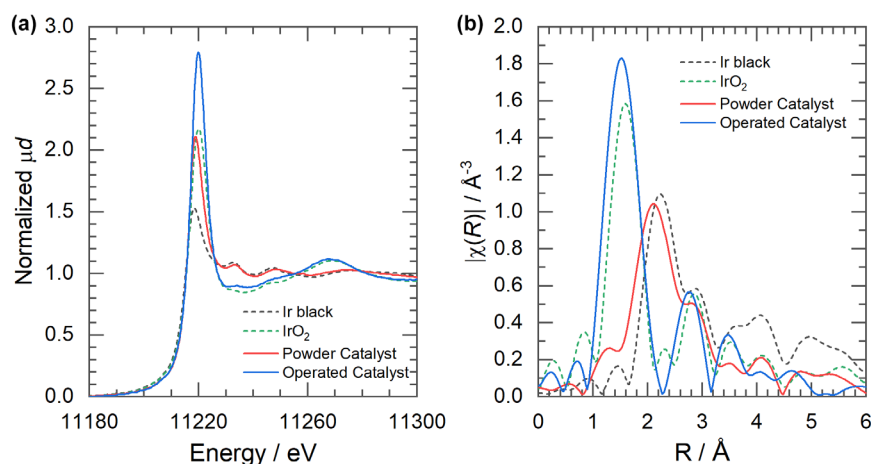 (a)
3.0
2.5
2.0
1.5
1.0
0.5
0.0
Normalized μd
Ir black
IrO₂
Powder Catalyst
Operated Catalyst
11180 11220 11260 11300
Energy / eV
(b)
2.0
1.8
1.6
1.4
1.2
1.0
0.8
0.6
0.4
0.2
0.0
|χ(R)| / Å⁻³
Ir black
IrO₂
Powder Catalyst
Operated Catalyst
0 1 2 3 4 5 6
R / Å